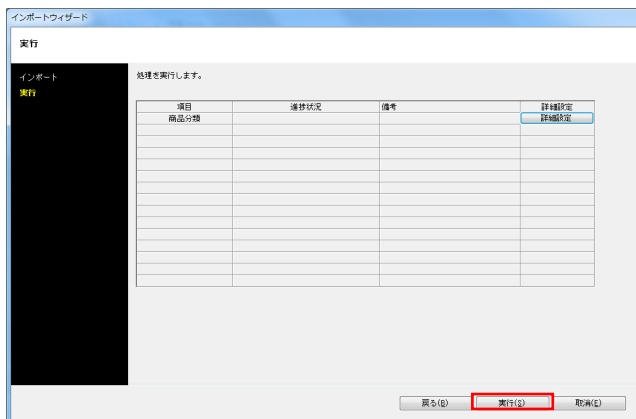 インポートウィザード
実行
インポート
実行
処理を実行します。
項目 進捗状況 備考 詳細設定
商品分類 詳細設定
戻る(B) 実行(S) 取消(E)